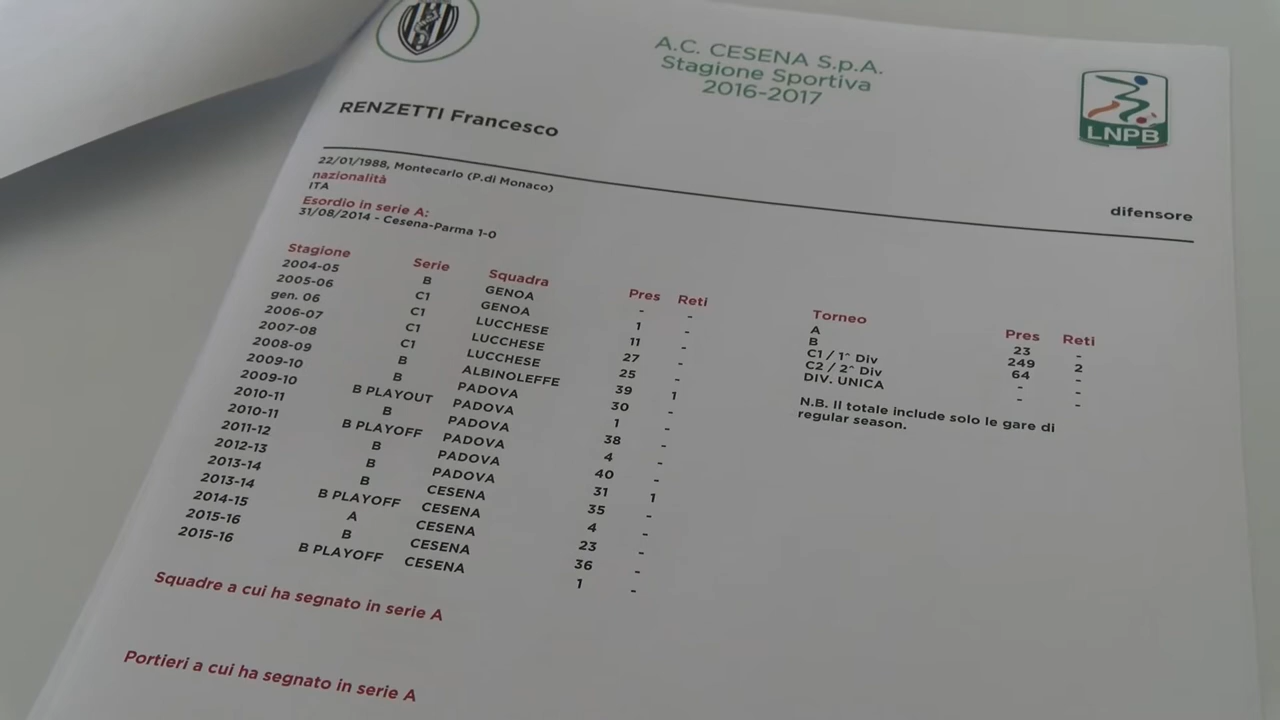 A.C. CESENA S.p.A.
Stagione Sportiva
2016-2017
LNPB
RENZETTI Francesco
22/01/1988, Montecarlo (P.di Monaco)
difensore
nazionalità
ITA
Esordio in serie A:
31/08/2014 - Cesena-Parma 1-0
Stagione Serie Squadra Pres Reti
2004-05 B GENOA - -
2005-06 C1 GENOA 1 -
gen. 06 C1 LUCCHESE 11 -
2006-07 C1 LUCCHESE 27 -
2007-08 C1 LUCCHESE 25 -
2008-09 B ALBINOLEFFE 39 1
2009-10 B PADOVA 30 -
2009-10 B PLAYOUT PADOVA 1 -
2010-11 B PADOVA 38 -
2010-11 B PLAYOFF PADOVA 4 -
2011-12 B PADOVA 40 -
2012-13 B PADOVA 31 1
2013-14 B CESENA 35 -
2013-14 B PLAYOFF CESENA 4 -
2014-15 A CESENA 23 -
2015-16 B CESENA 36 -
2015-16 B PLAYOFF CESENA 1 -
Torneo Pres Reti
A 23 -
B 249 2
C1 / 1^ Div 64 -
C2 / 2^ Div - -
DIV. UNICA - -
N.B. Il totale include solo le gare di
regular season.
Squadre a cui ha segnato in serie A
Portieri a cui ha segnato in serie A